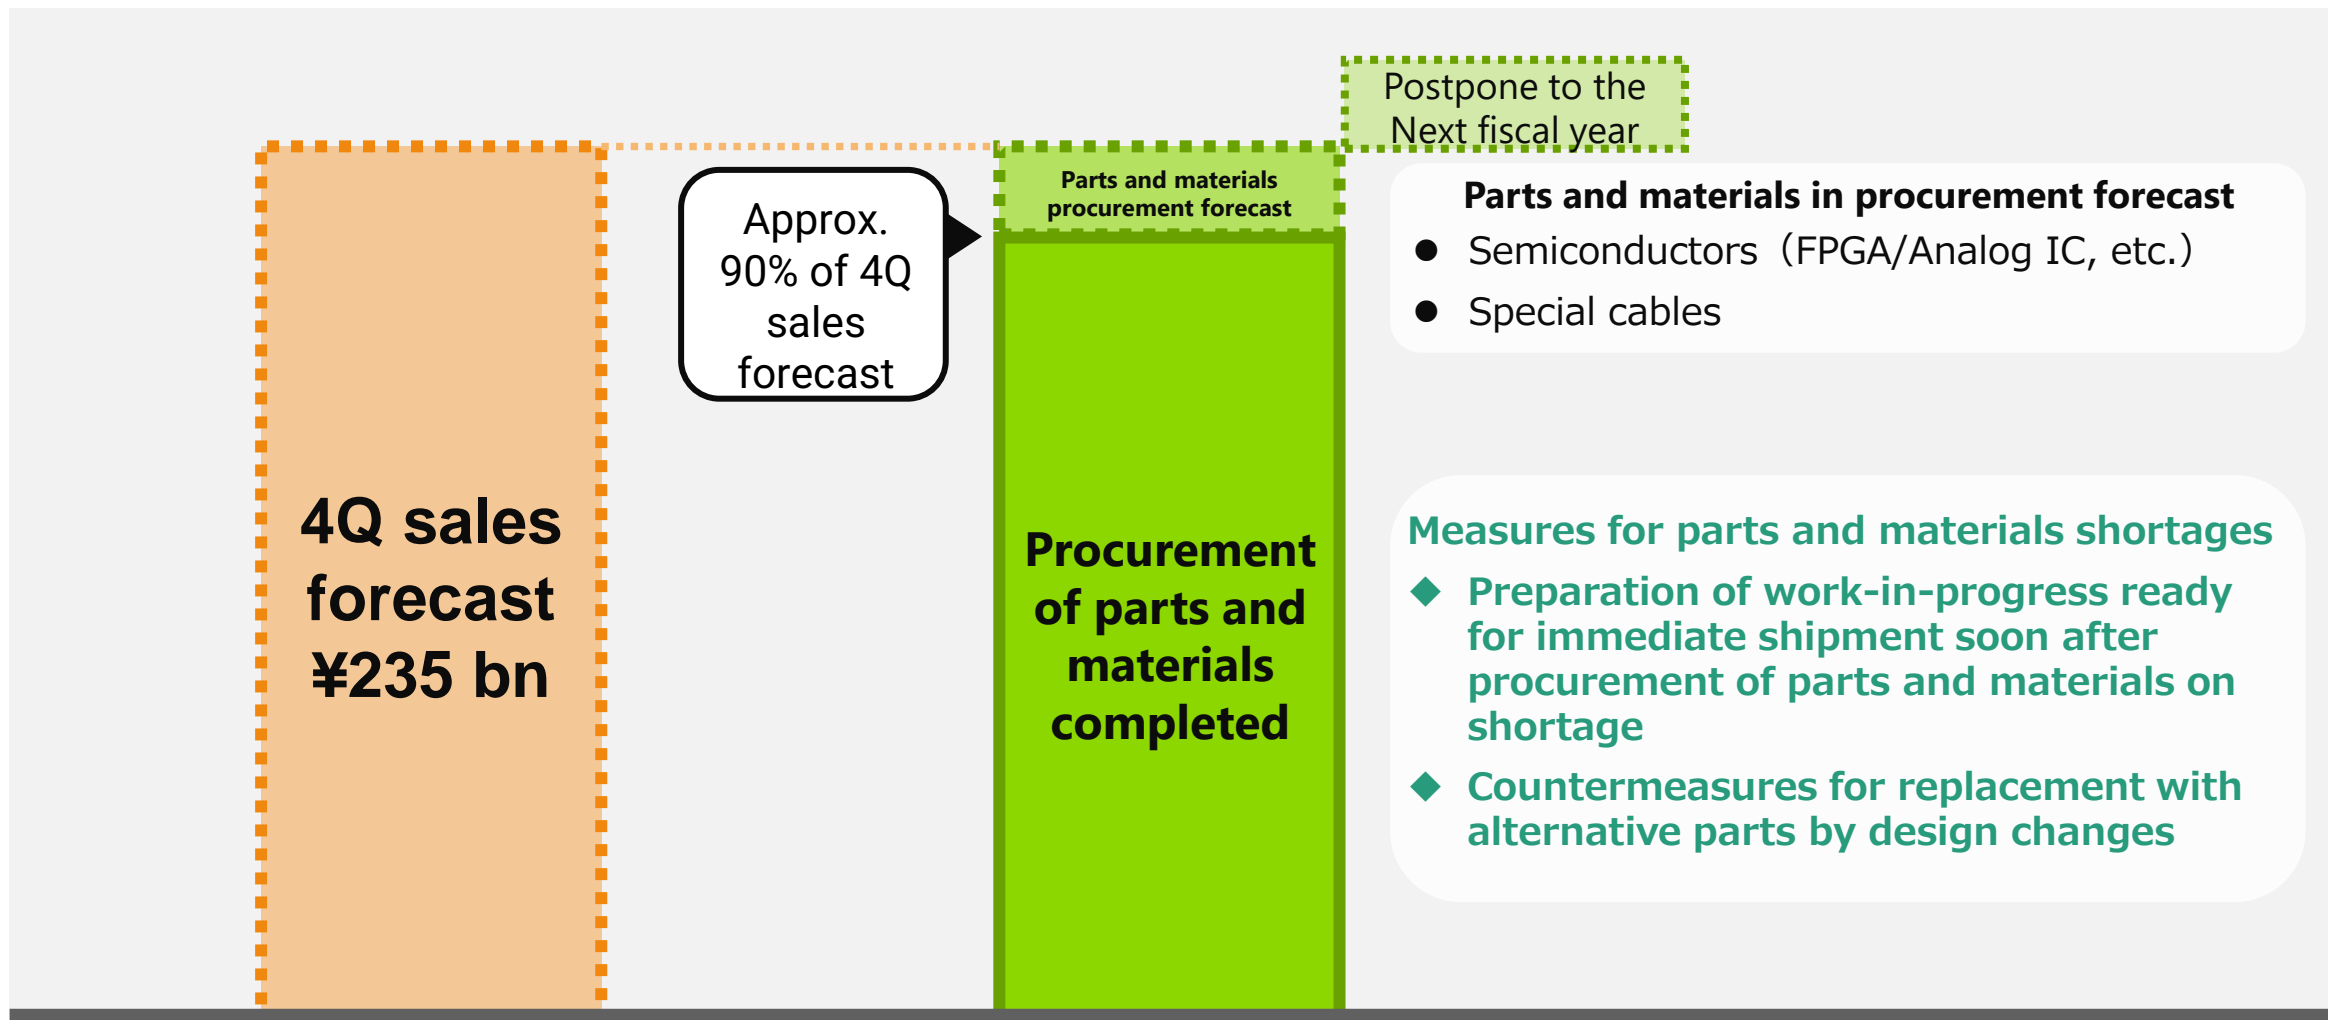 4Q sales
forecast
¥235 bn
Approx.
90% of 4Q
sales
forecast
Parts and materials
procurement forecast
Procurement
of parts and
materials
completed
Postpone to the
Next fiscal year
Parts and materials in procurement forecast
● Semiconductors（FPGA/Analog IC, etc.）
● Special cables
Measures for parts and materials shortages
◆ Preparation of work-in-progress ready
for immediate shipment soon after
procurement of parts and materials on
shortage
◆ Countermeasures for replacement with
alternative parts by design changes